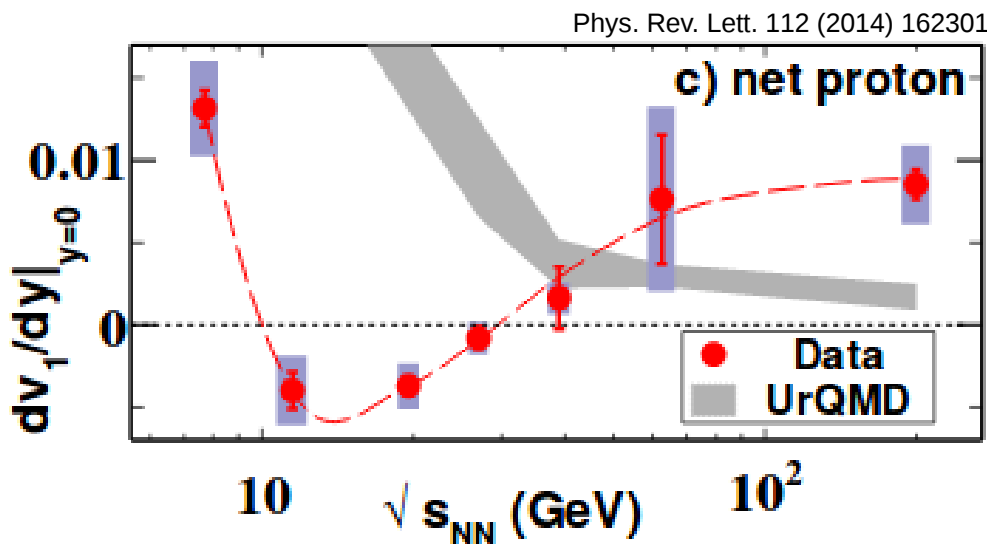 Phys. Rev. Lett. 112 (2014) 162301
c) net proton
0.01
0
dv₁/dy|y=0
Data
UrQMD
10
10²
√ sNN (GeV)